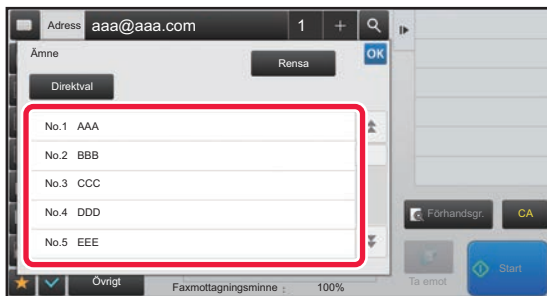 Adress aaa@aaa.com 1 +
Ämne
Rensa
OK
Direktval
No.1 AAA
No.2 BBB
No.3 CCC
No.4 DDD
No.5 EEE
Förhandsgr. CA
Ta emot Start
Övrigt Faxmottagningsminne : 100%